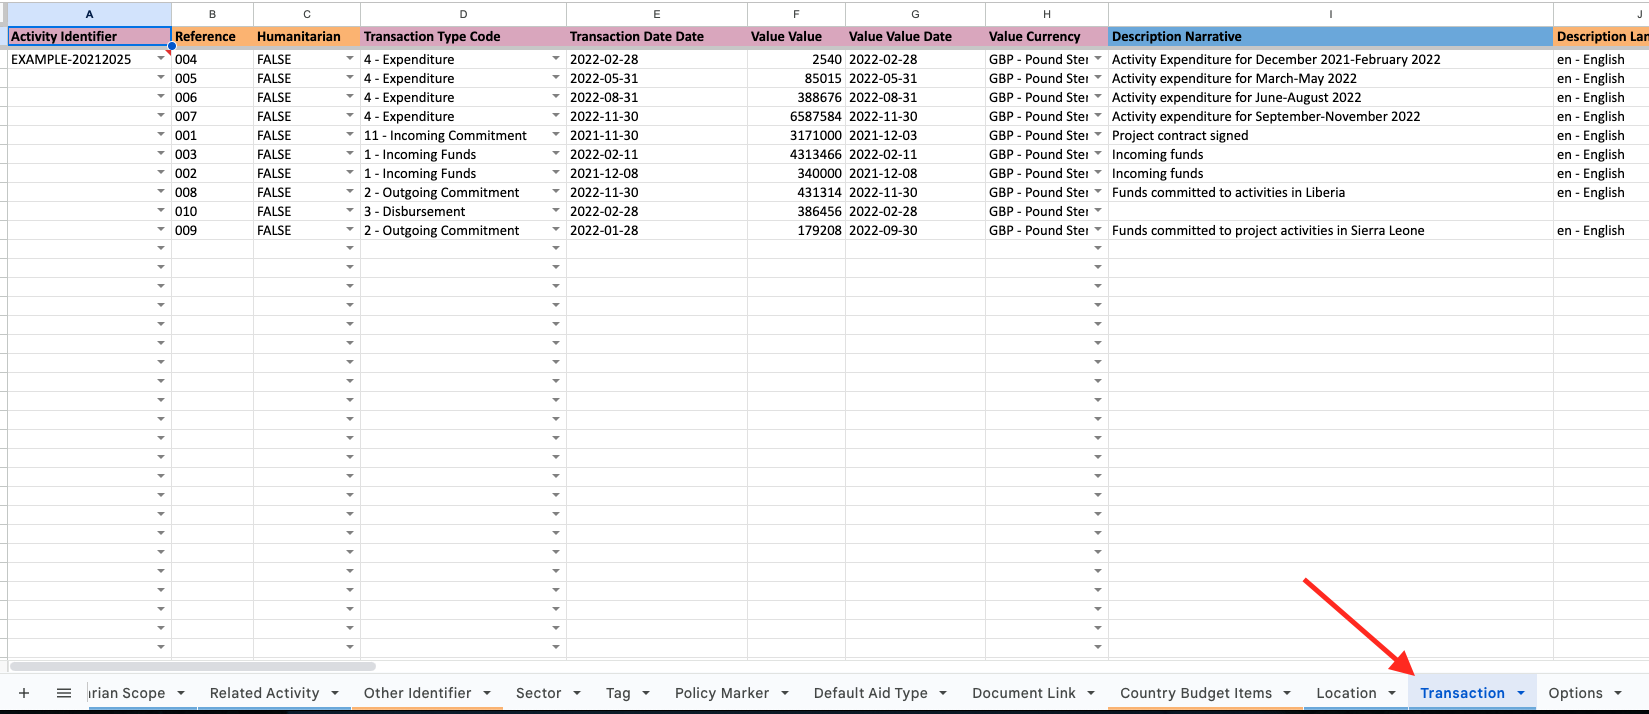 A B C D E F G H I J
Activity Identifier Reference Humanitarian Transaction Type Code Transaction Date Date Value Value Value Value Date Value Currency Description Narrative Description Lan
EXAMPLE-20212025 004 FALSE 4 - Expenditure 2022-02-28 2540 2022-02-28 GBP - Pound Ster Activity Expenditure for December 2021-February 2022 en - English
005 FALSE 4 - Expenditure 2022-05-31 85015 2022-05-31 GBP - Pound Ster Activity expenditure for March-May 2022 en - English
006 FALSE 4 - Expenditure 2022-08-31 388676 2022-08-31 GBP - Pound Ster Activity expenditure for June-August 2022 en - English
007 FALSE 4 - Expenditure 2022-11-30 6587584 2022-11-30 GBP - Pound Ster Activity expenditure for September-November 2022 en - English
001 FALSE 11 - Incoming Commitment 2021-11-30 3171000 2021-12-03 GBP - Pound Ster Project contract signed en - English
003 FALSE 1 - Incoming Funds 2022-02-11 4313466 2022-02-11 GBP - Pound Ster Incoming funds en - English
002 FALSE 1 - Incoming Funds 2021-12-08 340000 2021-12-08 GBP - Pound Ster Incoming funds en - English
008 FALSE 2 - Outgoing Commitment 2022-11-30 431314 2022-11-30 GBP - Pound Ster Funds committed to activities in Liberia en - English
010 FALSE 3 - Disbursement 2022-02-28 386456 2022-02-28 GBP - Pound Ster
009 FALSE 2 - Outgoing Commitment 2022-01-28 179208 2022-09-30 GBP - Pound Ster Funds committed to project activities in Sierra Leone en - English
rian Scope Related Activity Other Identifier Sector Tag Policy Marker Default Aid Type Document Link Country Budget Items Location Transaction Options